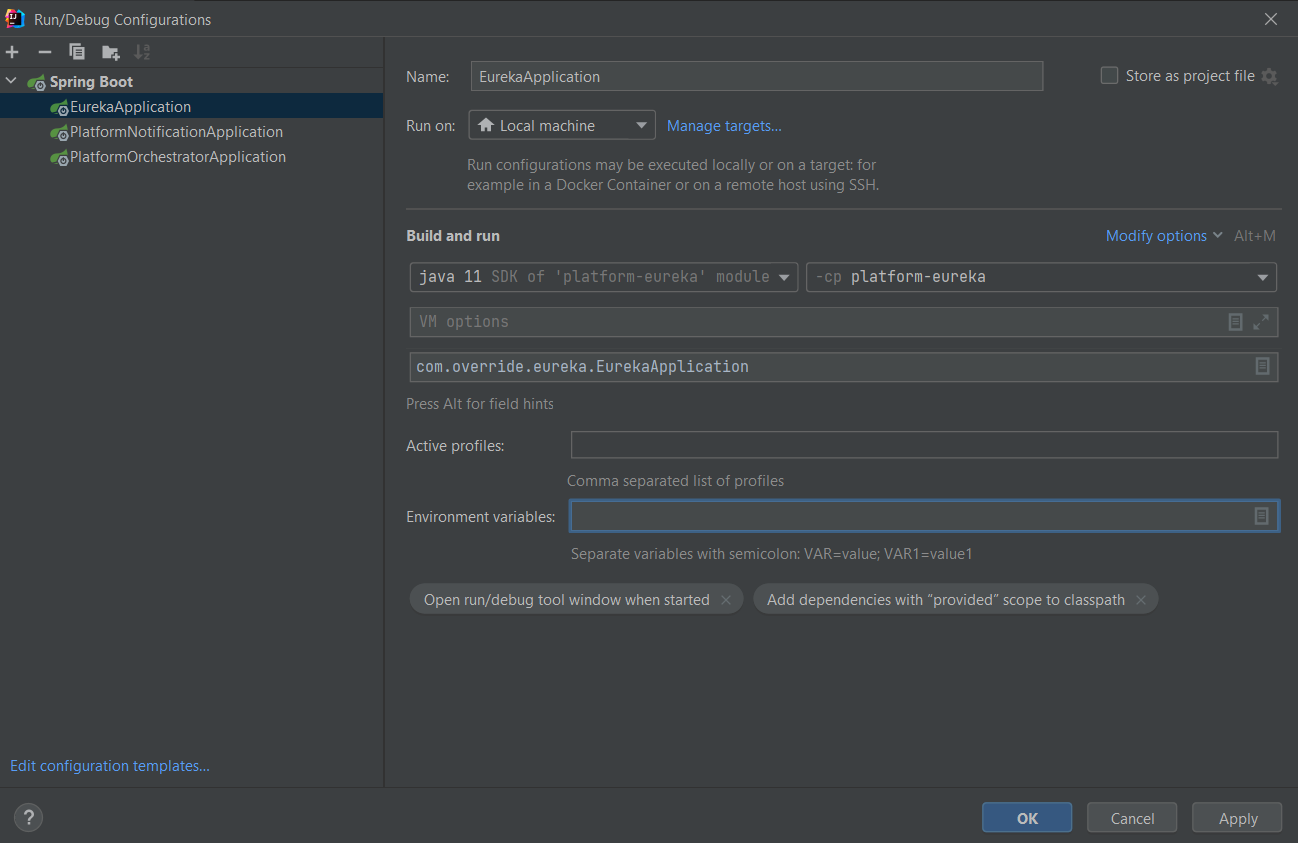 Run/Debug Configurations
Spring Boot
EurekaApplication
PlatformNotificationApplication
PlatformOrchestratorApplication
Edit configuration templates...
Name: EurekaApplication
Store as project file
Run on: Local machine Manage targets...
Run configurations may be executed locally or on a target: for
example in a Docker Container or on a remote host using SSH.
Build and run
Modify options Alt+M
java 11 SDK of 'platform-eureka' module
-cp platform-eureka
VM options
com.override.eureka.EurekaApplication
Press Alt for field hints
Active profiles:
Comma separated list of profiles
Environment variables:
Separate variables with semicolon: VAR=value; VAR1=value1
Open run/debug tool window when started
Add dependencies with “provided” scope to classpath
?
OK
Cancel
Apply